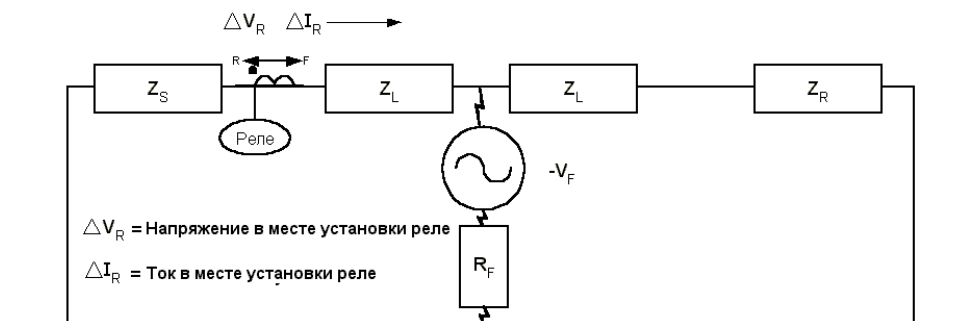 △V_R △I_R
R F
Z_S Z_L Z_L Z_R
Реле
-V_F
△V_R = Напряжение в месте установки реле
R_F
△I_R = Ток в месте установки реле